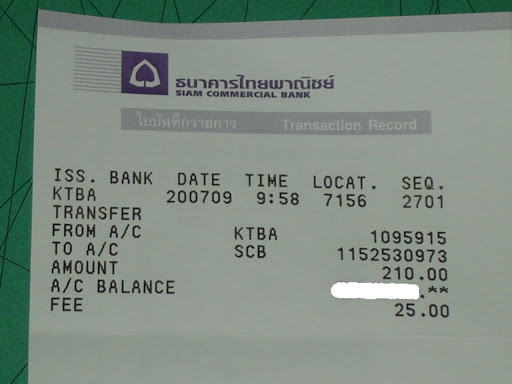 ธนาคารไทยพาณิชย์
SIAM COMMERCIAL BANK
ใบบันทึกรายการ Transaction Record
ISS. BANK DATE TIME LOCAT. SEQ.
KTBA 200709 9:58 7156 2701
TRANSFER
FROM A/C KTBA 1095915
TO A/C SCB 1152530973
AMOUNT 210.00
A/C BALANCE .**
FEE 25.00